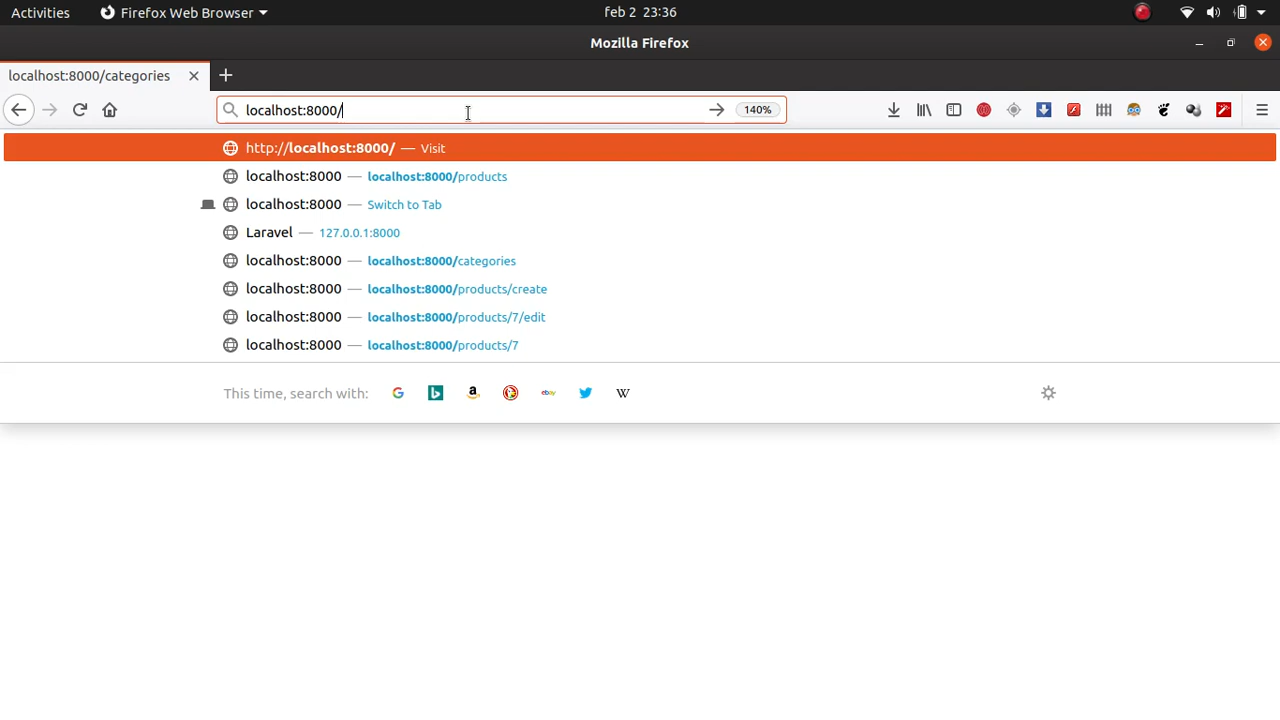 Activities Firefox Web Browser feb 2 23:36
Mozilla Firefox
localhost:8000/categories
localhost:8000/ 140%
http://localhost:8000/ — Visit
localhost:8000 — localhost:8000/products
localhost:8000 — Switch to Tab
Laravel — 127.0.0.1:8000
localhost:8000 — localhost:8000/categories
localhost:8000 — localhost:8000/products/create
localhost:8000 — localhost:8000/products/7/edit
localhost:8000 — localhost:8000/products/7
This time, search with: G b a ebay W